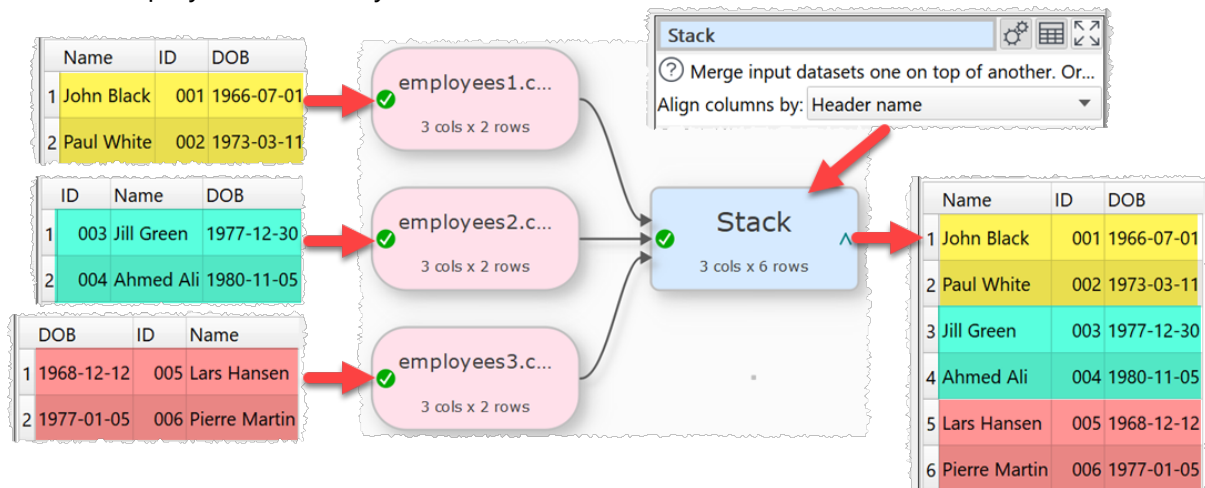 Stack
Merge input datasets one on top of another. Or...
Align columns by: Header name
Name ID DOB
1 John Black 001 1966-07-01
2 Paul White 002 1973-03-11
ID Name DOB
1 003 Jill Green 1977-12-30
2 004 Ahmed Ali 1980-11-05
DOB ID Name
1 1968-12-12 005 Lars Hansen
2 1977-01-05 006 Pierre Martin
employees1.c...
3 cols x 2 rows
employees2.c...
3 cols x 2 rows
employees3.c...
3 cols x 2 rows
Stack
3 cols x 6 rows
Name ID DOB
1 John Black 001 1966-07-01
2 Paul White 002 1973-03-11
3 Jill Green 003 1977-12-30
4 Ahmed Ali 004 1980-11-05
5 Lars Hansen 005 1968-12-12
6 Pierre Martin 006 1977-01-05